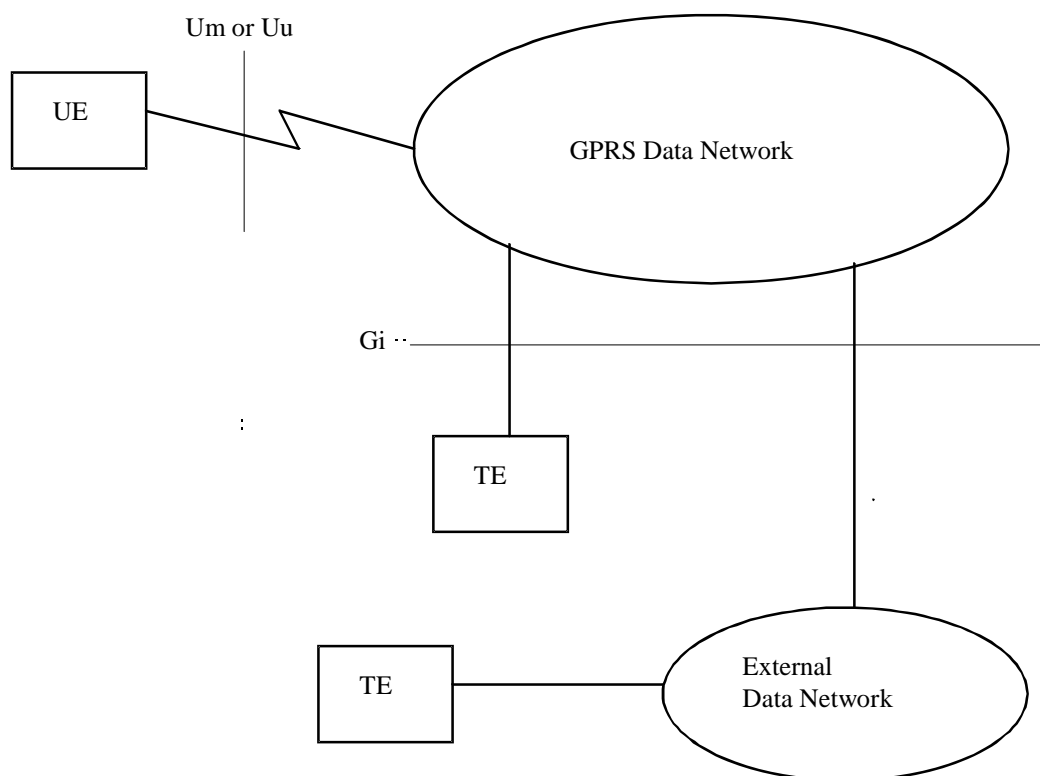 Um or Uu
UE
GPRS Data Network
Gi
TE
TE
External
Data Network